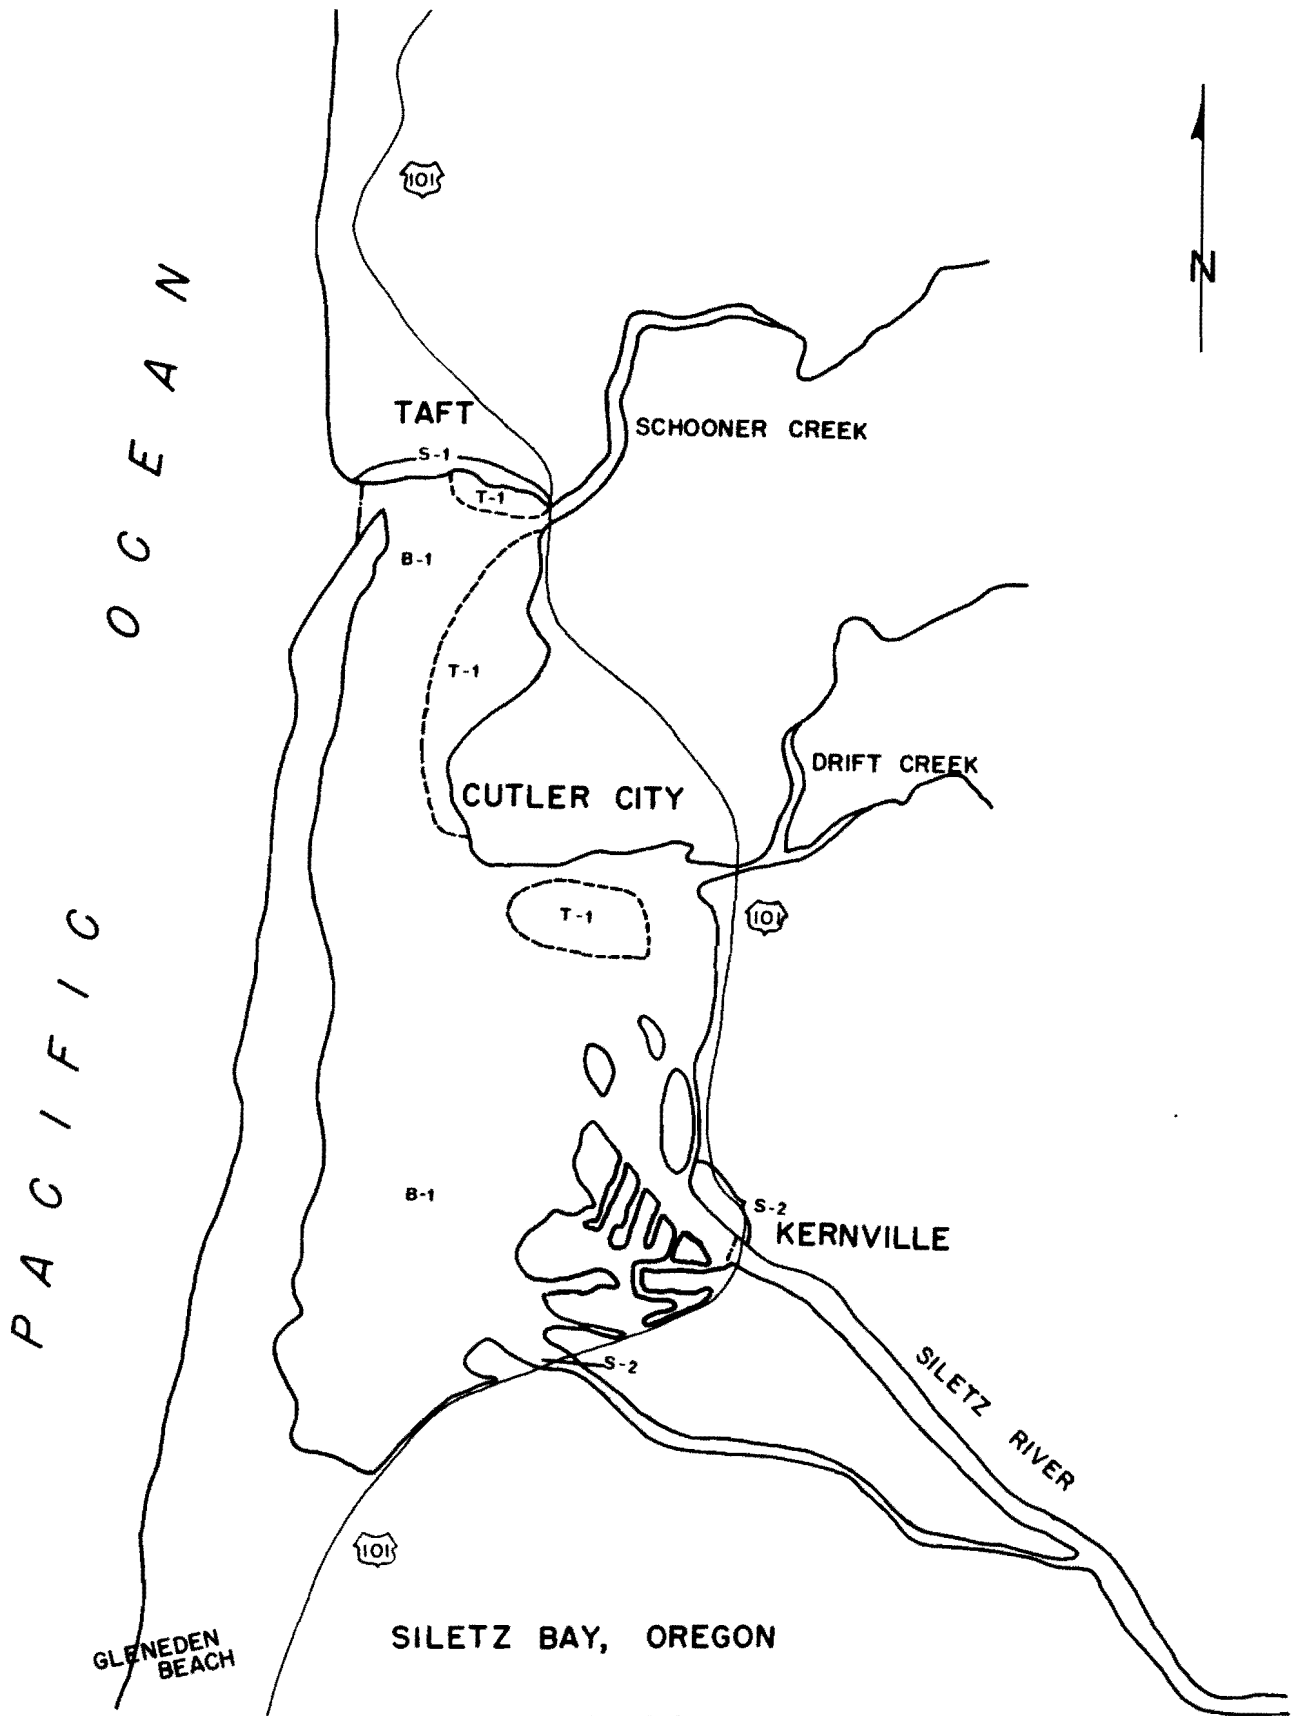 101
N
PACIFIC OCEAN
TAFT
SCHOONER CREEK
S-1
T-1
B-1
T-1
DRIFT CREEK
CUTLER CITY
T-1
101
B-1
S-2
KERNVILLE
SILETZ RIVER
S-2
101
GLENEDEN
BEACH
SILETZ BAY, OREGON